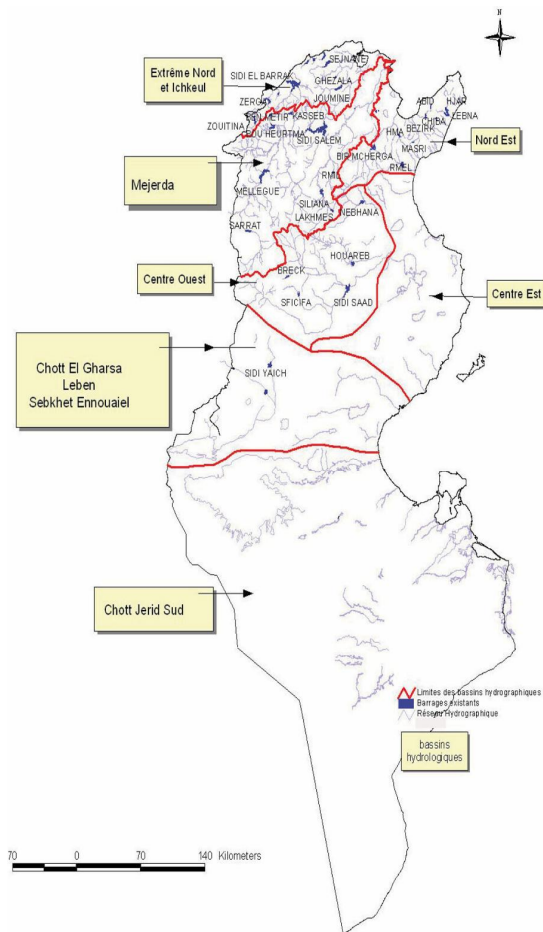 N
Extrême Nord
et Ichkeul
SEJNANE
SIDI EL BARRAK
GHEZALA
JOUMINE
ZERGA
KASSEB
ZOUITINA
BOU HEURTMA
SIDI SALEM
ABID
HJAR
CHIBA
LEBNA
BEZIRK
HMA
MASRI
Nord Est
BIR MCHERGA
RMEL
Mejerda
MELLEGUE
SILIANA
LAKHMES
NEBHANA
SARRAT
HOUAREB
Centre Ouest
BRECK
SFICIFA
SIDI SAAD
Centre Est
Chott El Gharsa
Leben
Sebkhet Ennouaiel
SIDI YAICH
Chott Jerid Sud
Limites des bassins hydrographiques
Barrages existants
Réseau Hydrographique
bassins
hydrologiques
70 0 70 140 Kilometers